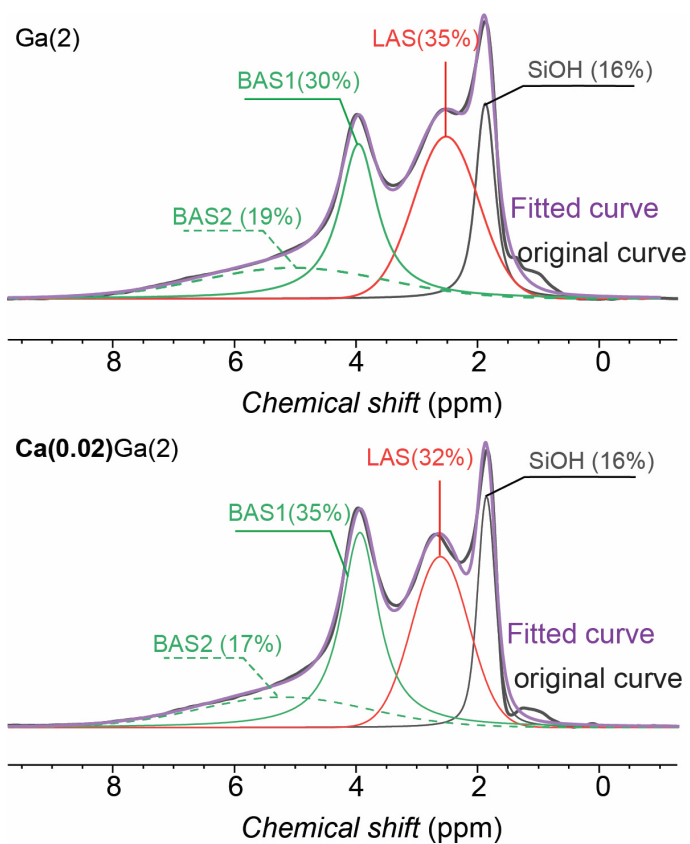 Ga(2)
LAS(35%)
SiOH (16%)
BAS1(30%)
BAS2 (19%)
Fitted curve
original curve
8 6 4 2 0
Chemical shift (ppm)
Ca(0.02)Ga(2)
LAS(32%)
SiOH (16%)
BAS1(35%)
BAS2 (17%)
Fitted curve
original curve
8 6 4 2 0
Chemical shift (ppm)